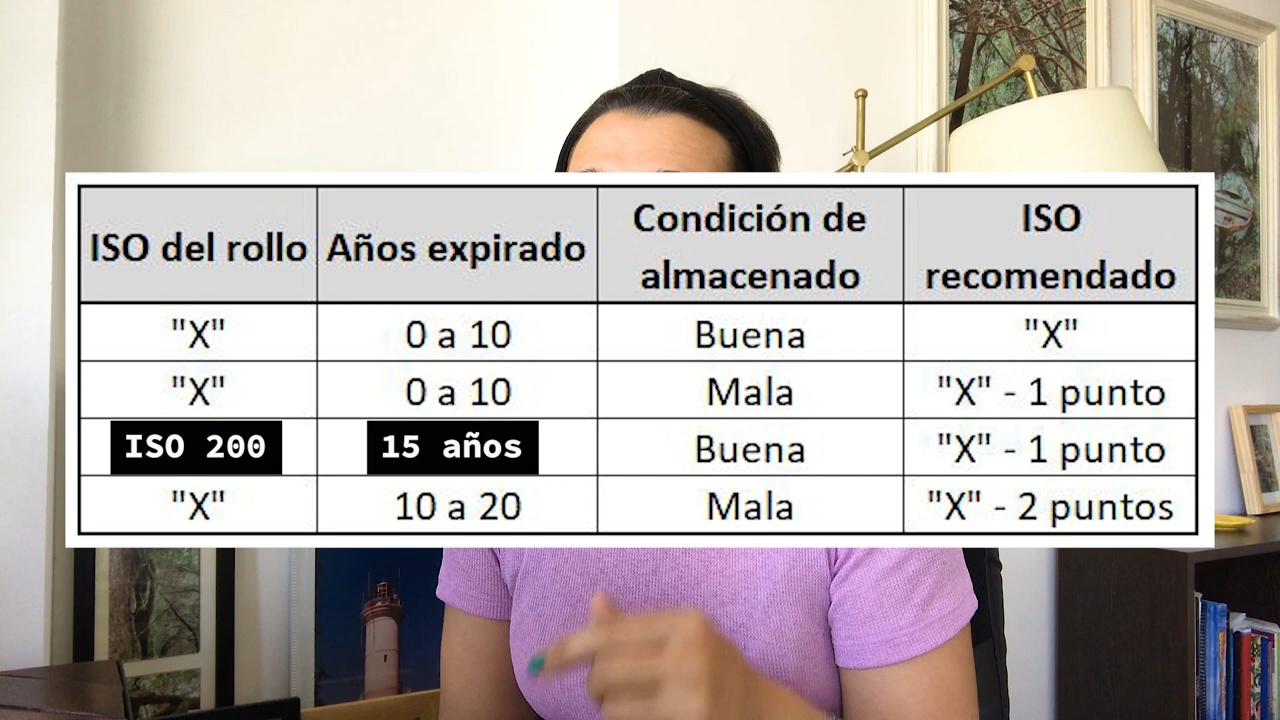 ISO del rollo Años expirado Condición de almacenado ISO recomendado
"X" 0 a 10 Buena "X"
"X" 0 a 10 Mala "X" - 1 punto
ISO 200 15 años Buena "X" - 1 punto
"X" 10 a 20 Mala "X" - 2 puntos